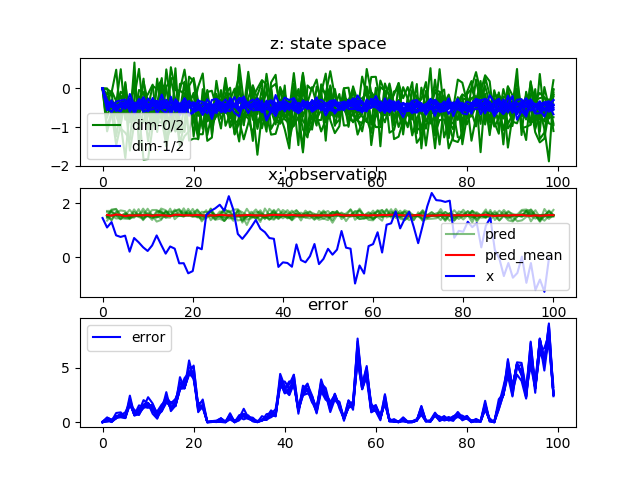 z: state space
0
−1
−2
dim-0/2
dim-1/2
0 20 40 60 80 100
x: observation
2
0
pred
pred_mean
x
0 20 40 60 80 100
error
5
0
error
0 20 40 60 80 100